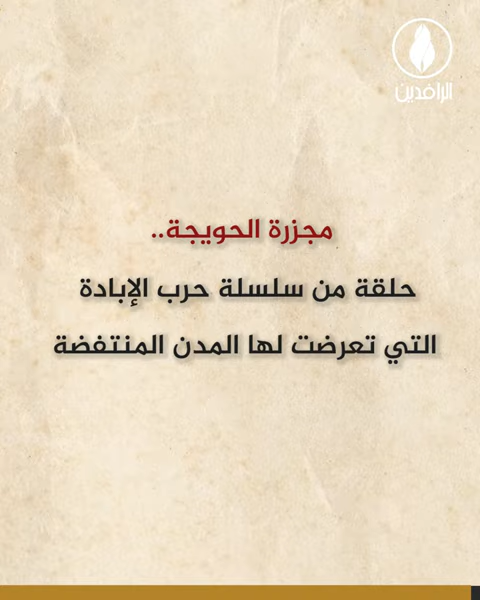 الرافدين
مجزرة الحويجة..
حلقة من سلسلة حرب الإبادة
التي تعرضت لها المدن المنتفضة